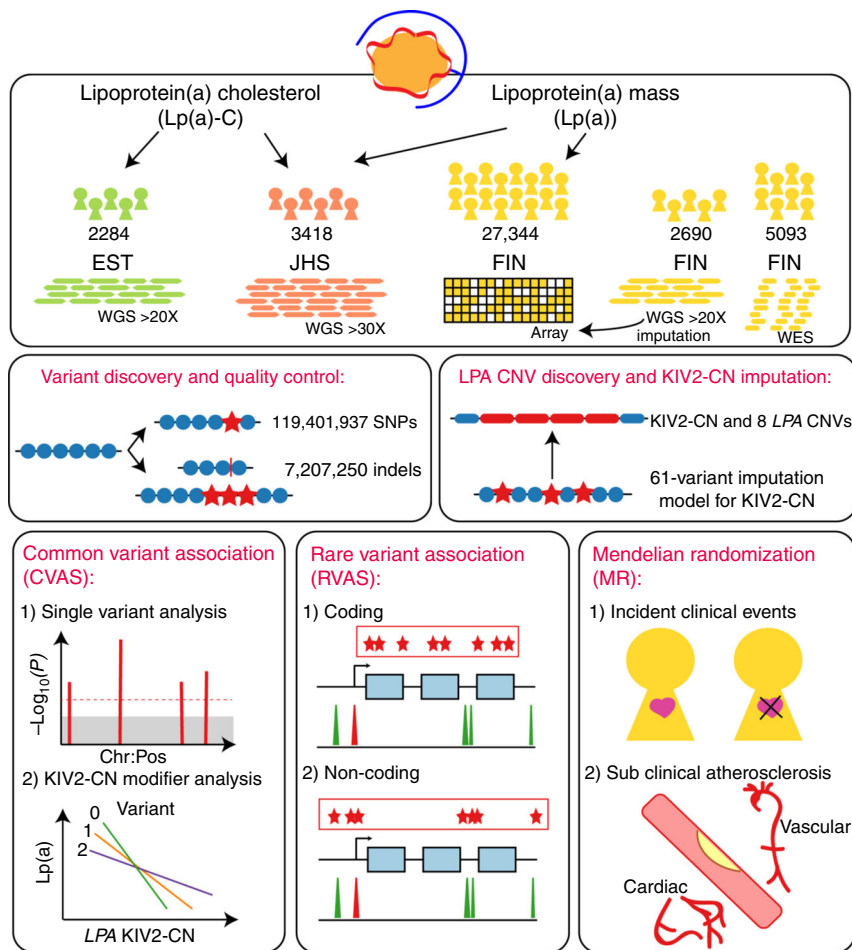 Lipoprotein(a) cholesterol
(Lp(a)-C)
Lipoprotein(a) mass
(Lp(a))
2284
3418
27,344
2690
5093
EST
JHS
FIN
FIN
FIN
WGS >20X
WGS >30X
Array
WGS >20X
imputation
WES
Variant discovery and quality control:
119,401,937 SNPs
7,207,250 indels
LPA CNV discovery and KIV2-CN imputation:
KIV2-CN and 8 LPA CNVs
61-variant imputation
model for KIV2-CN
Common variant association
(CVAS):
1) Single variant analysis
–Log10(P)
Chr:Pos
2) KIV2-CN modifier analysis
Variant
0
1
2
Lp(a)
LPA KIV2-CN
Rare variant association
(RVAS):
1) Coding
2) Non-coding
Mendelian randomization
(MR):
1) Incident clinical events
2) Sub clinical atherosclerosis
Vascular
Cardiac